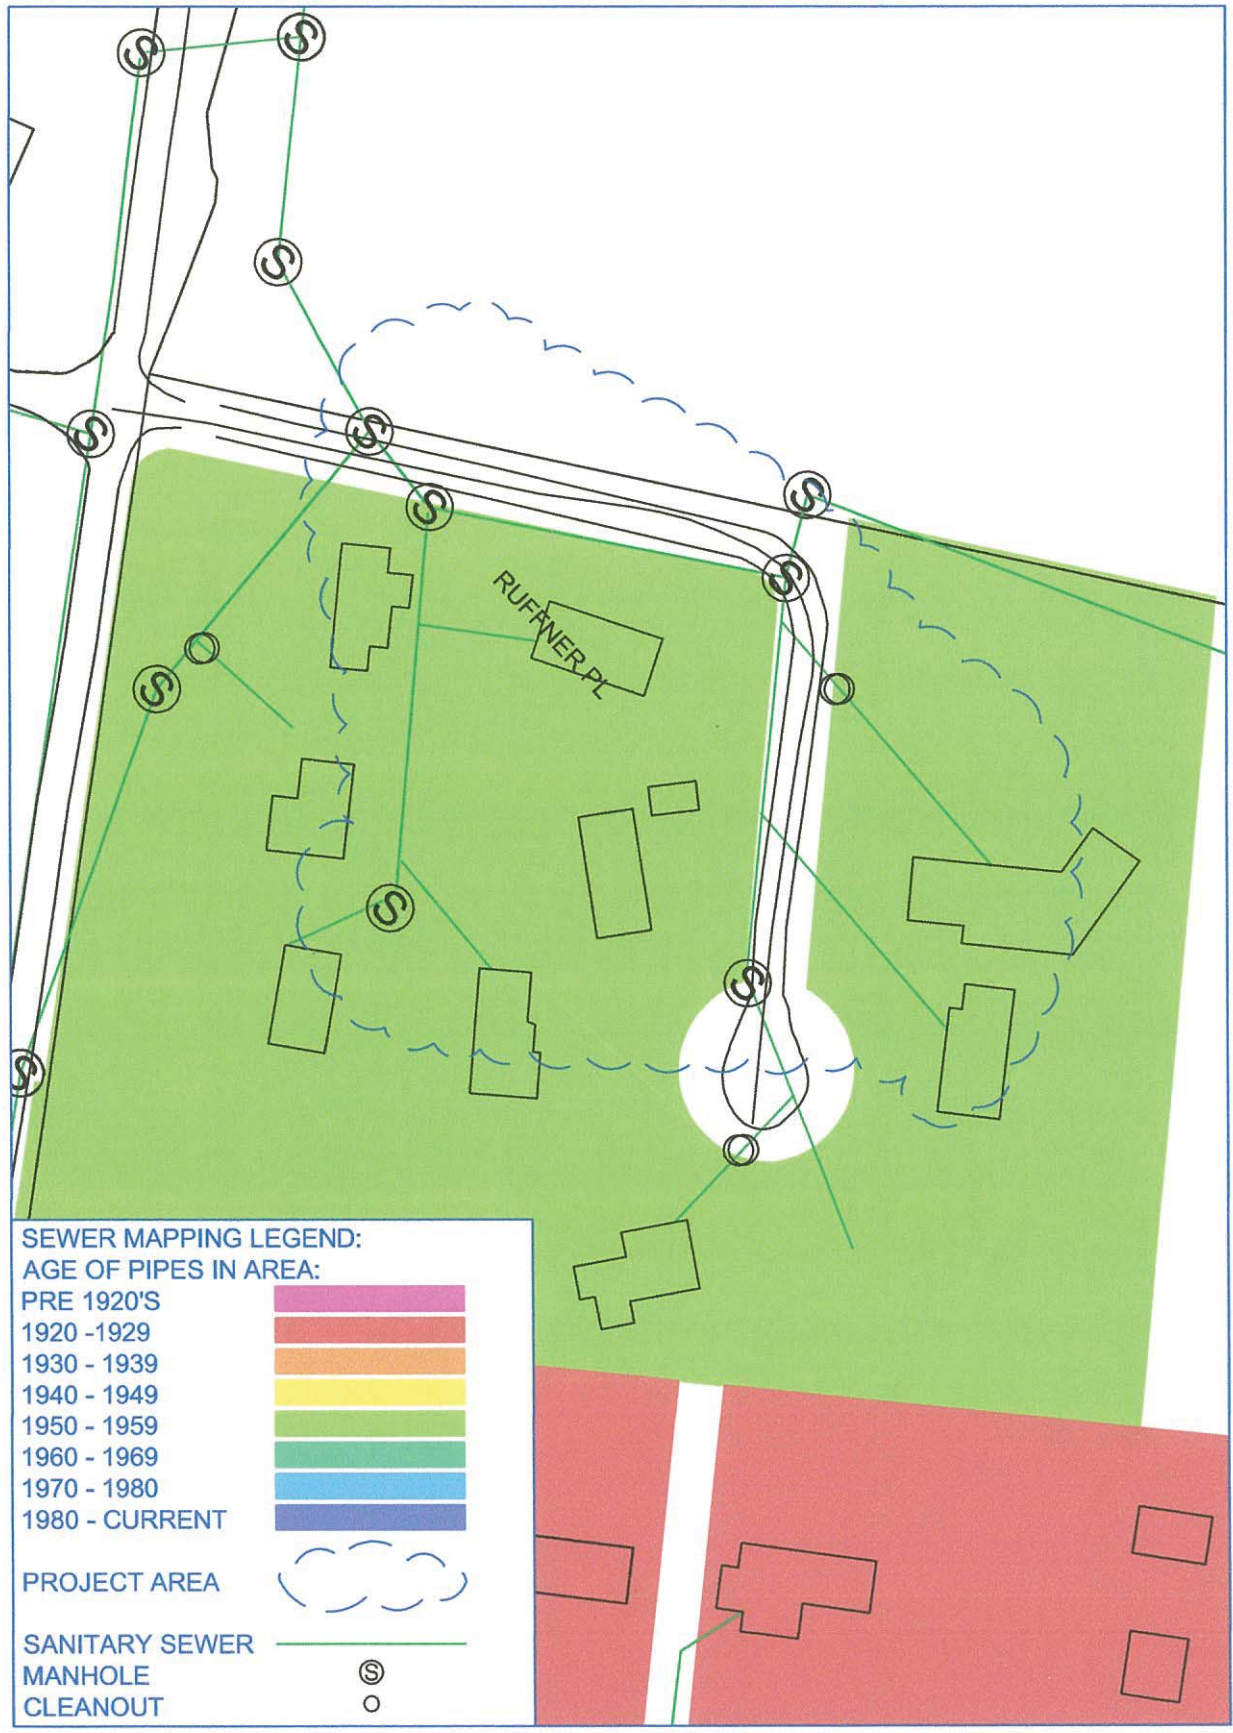 S
S
S
S
S
S
S
S
RUFFNER PL
S
S
S
S
SEWER MAPPING LEGEND:
AGE OF PIPES IN AREA:
PRE 1920'S
1920 -1929
1930 - 1939
1940 - 1949
1950 - 1959
1960 - 1969
1970 - 1980
1980 - CURRENT
PROJECT AREA
SANITARY SEWER
MANHOLE S
CLEANOUT